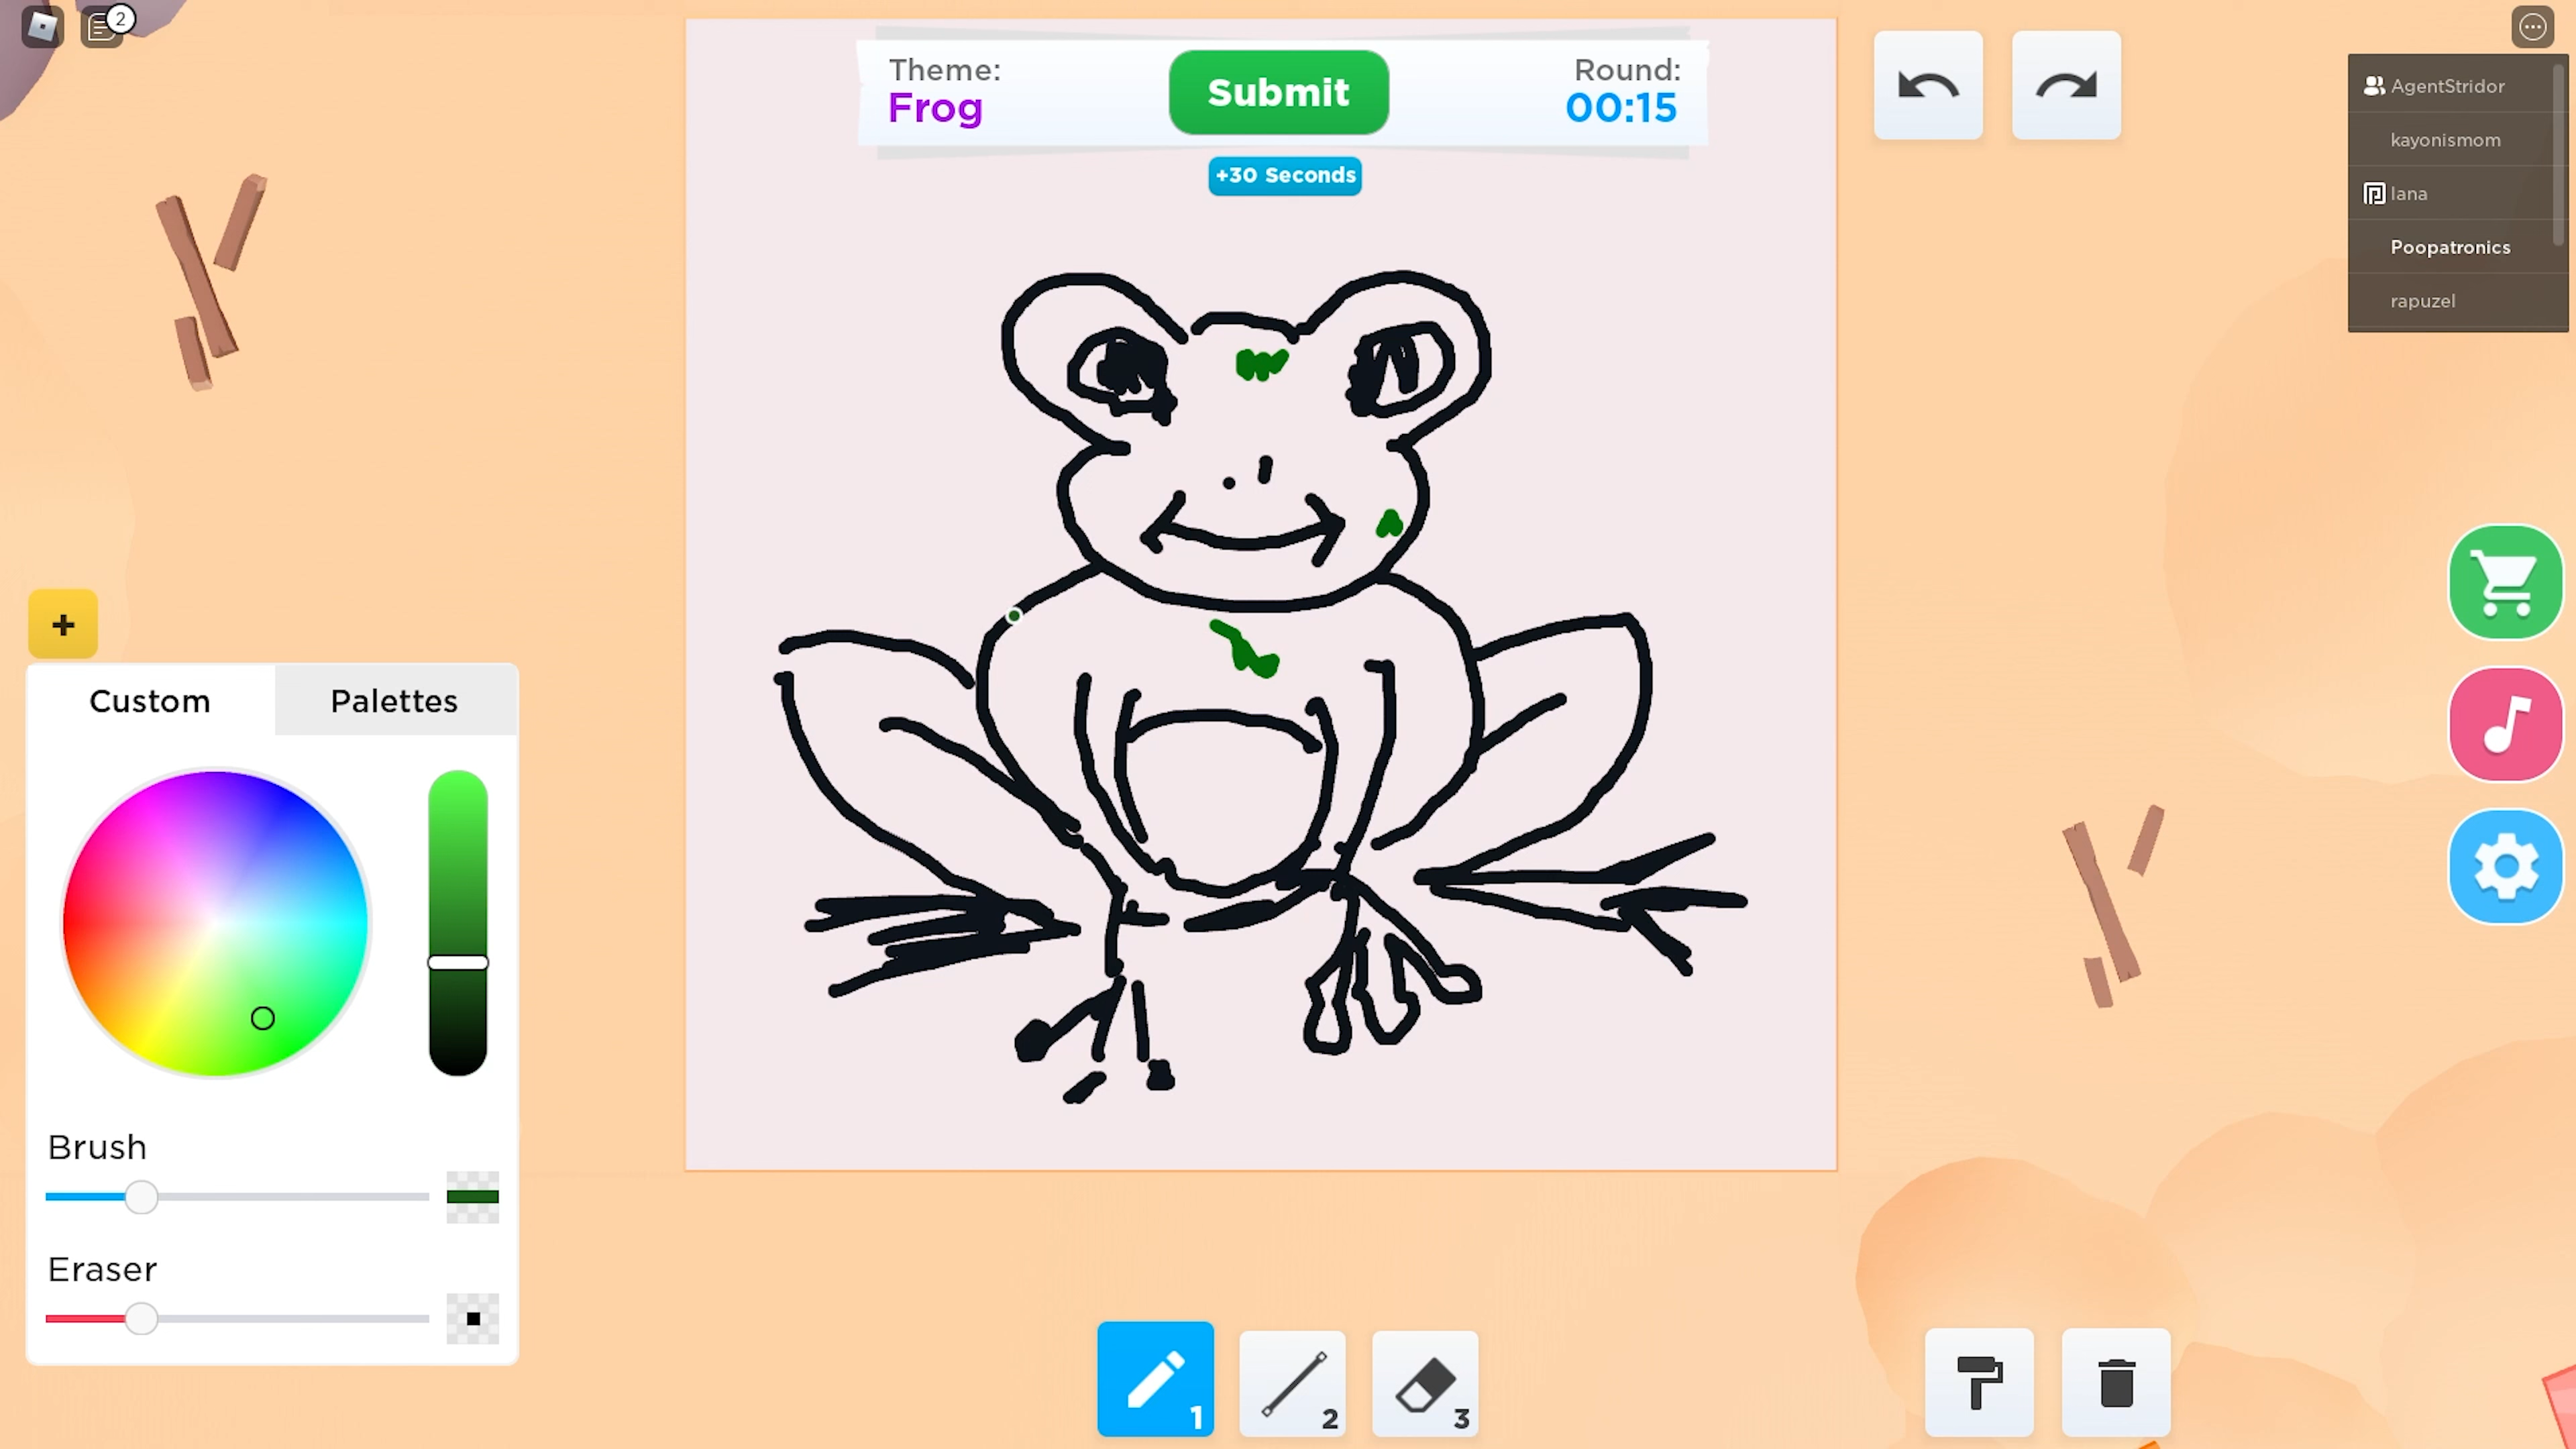 2
Theme:
Frog
Submit
Round:
00:15
+30 Seconds
AgentStridor
kayonismom
lana
Poopatronics
rapuzel
+
Custom
Palettes
Brush
Eraser
1
2
3